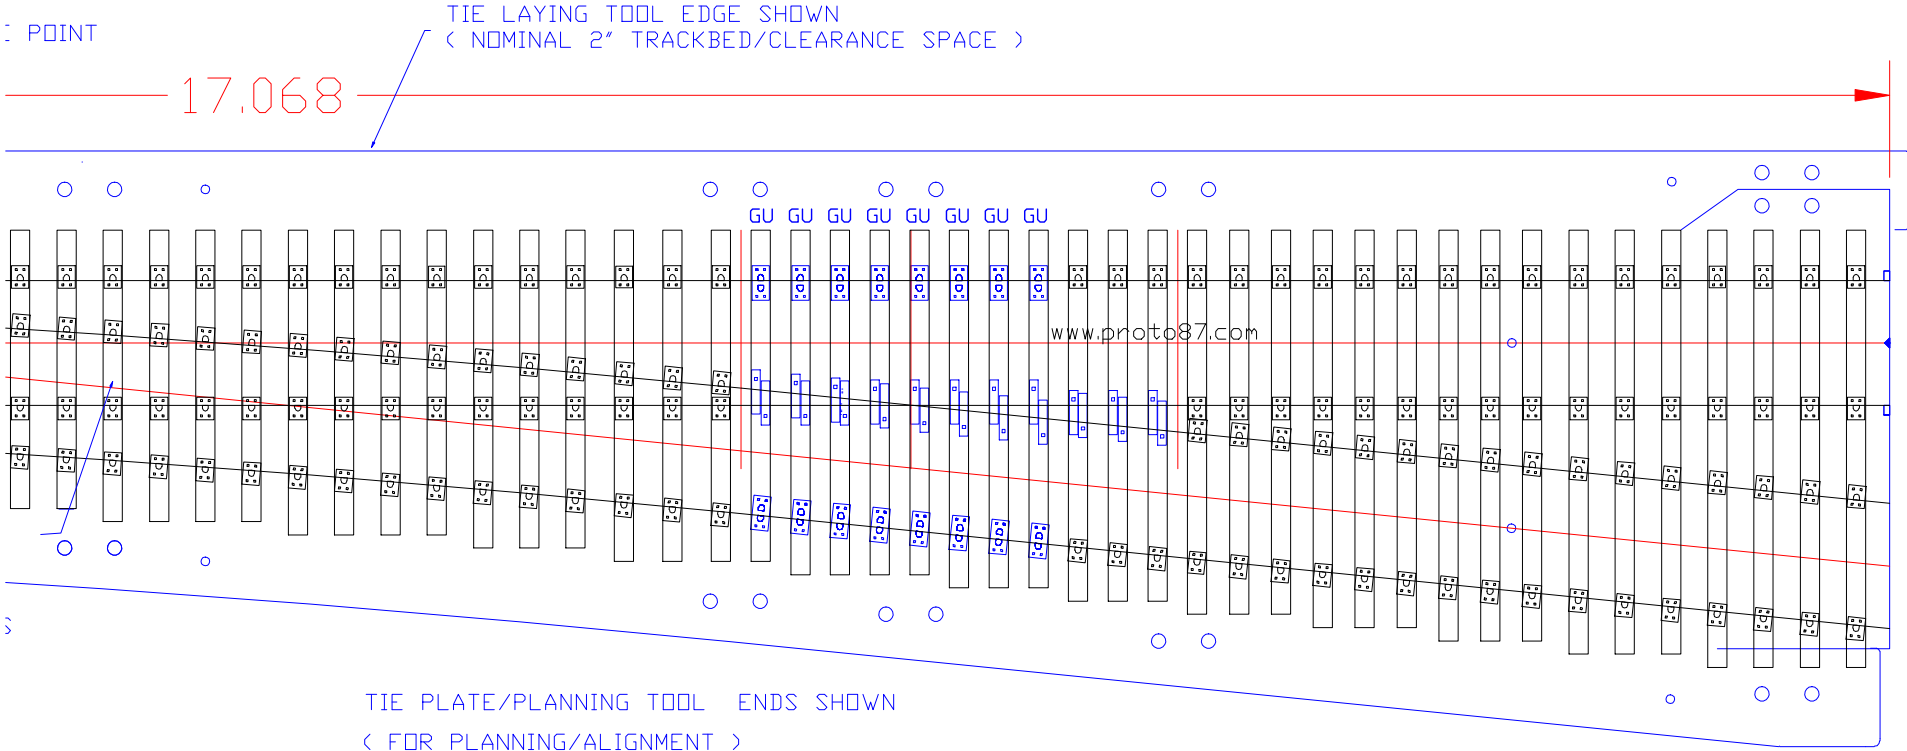 TIE LAYING TOOL EDGE SHOWN
( NOMINAL 2" TRACKBED/CLEARANCE SPACE )
POINT
17.068
GU GU GU GU GU GU GU GU
www.proto87.com
S
TIE PLATE/PLANNING TOOL ENDS SHOWN
( FOR PLANNING/ALIGNMENT )